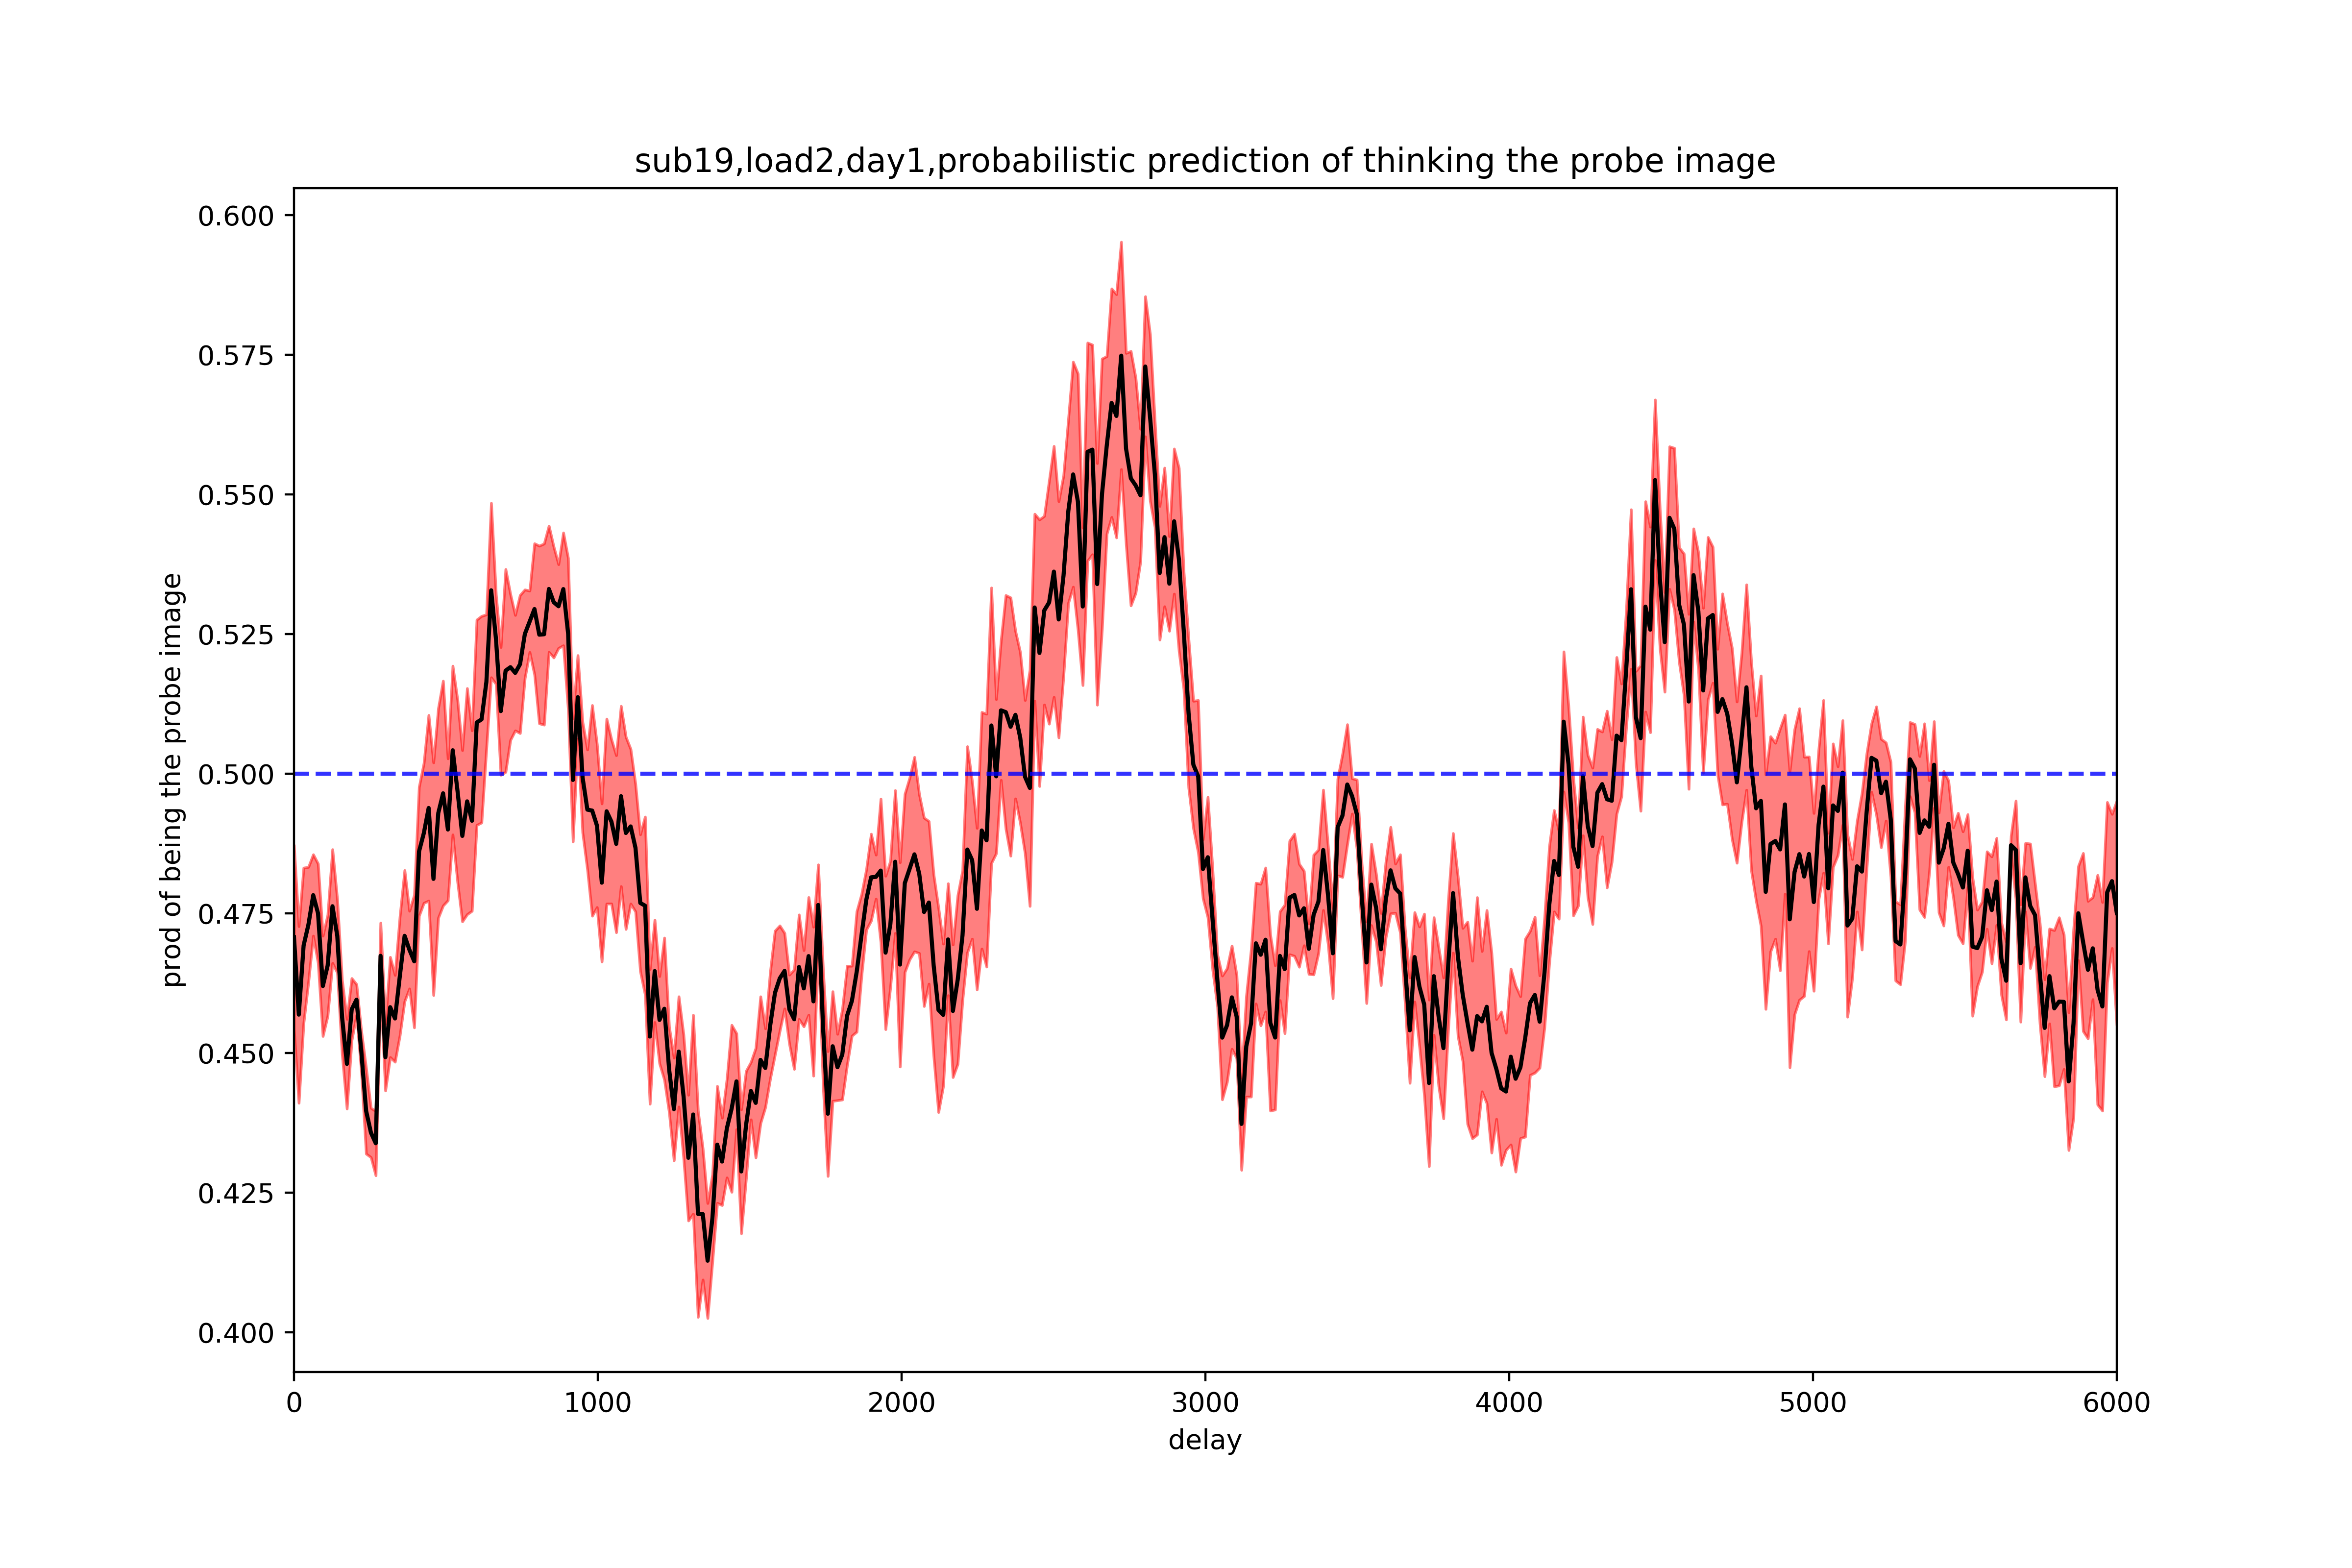 sub19,load2,day1,probabilistic prediction of thinking the probe image
prod of being the probe image
0.600
0.575
0.550
0.525
0.500
0.475
0.450
0.425
0.400
0 1000 2000 3000 4000 5000 6000
delay